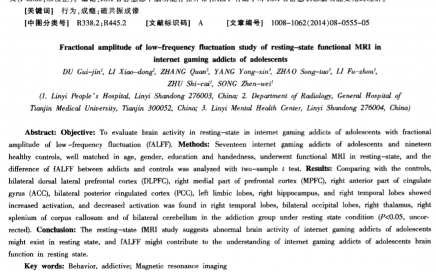 [关键词] 行为,成瘾;磁共振成像
[中图分类号] R338.2;R445.2 [文献标识码] A [文章编号] 1008-1062(2014)08-0555-05
Fractional amplitude of low-frequency fluctuation study of resting-state functional MRI in
internet gaming addicts of adolescents
DU Gui-jin¹, LI Xiao-dong¹, ZHANG Quan², YANG Yong-xin³, ZHAO Song-tao¹, LI Fu-zhou¹,
ZHU Shi-cai¹, SONG Zhen-wei¹
(1. Linyi People's Hospital, Linyi Shandong 276003, China; 2. Department of Radiology, General Hospital of
Tianjin Medical University, Tianjin 300052, China; 3. Linyi Mental Health Center, Linyi Shandong 276004, China)
Abstract: Objective: To evaluate brain activity in resting-state in internet gaming addicts of adolescents with fractional
amplitude of low-frequency fluctuation (fALFF). Methods: Seventeen internet gaming addicts of adolescents and nineteen
healthy controls, well matched in age, gender, education and handedness, underwent functional MRI in resting-state, and the
difference of fALFF between addicts and controls was analyzed with two-sample t test. Results: Comparing with the controls,
bilateral dorsal lateral prefrontal cortex (DLPFC), right medial part of prefrontal cortex (MPFC), right anterior part of cingulate
gyrus (ACC), bilateral posterior cingulated cortex (PCC), left limbic lobes, right hippocampus, and right temporal lobes showed
increased activation, and decreased activation was found in right temporal lobes, bilateral occipital lobes, right thalamus, right
splenium of corpus callosum and of bilateral cerebellum in the addiction group under resting state condition (P<0.05, uncor-
rected). Conclusion: The resting-state fMRI study suggests abnormal brain activity of internet gaming addicts of adolescents
might exist in resting state, and fALFF might contribute to the understanding of internet gaming addicts of adolescents brain
function in resting state.
Key words: Behavior, addictive; Magnetic resonance imaging